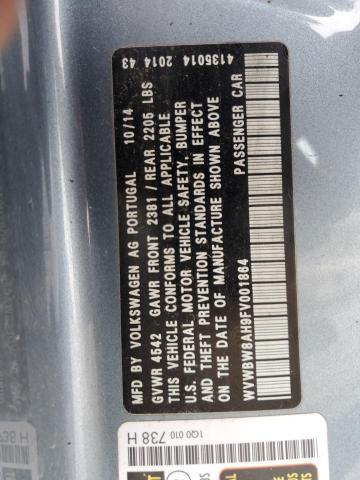 MFD BY VOLKSWAGEN AG PORTUGAL 10/14 2014 43 4135014
GVWR 4542 GAWR FRONT 2381 / REAR 2205 LBS
THIS VEHICLE CONFORMS TO ALL APPLICABLE
U.S. FEDERAL MOTOR VEHICLE SAFETY, BUMPER
& THEFT PREVENTION STANDARDS IN EFFECT
ON THE DATE OF MANUFACTURE SHOWN ABOVE
WVWBW8AH9FV001864 PASSENGER CAR
1Q0 010 738 H